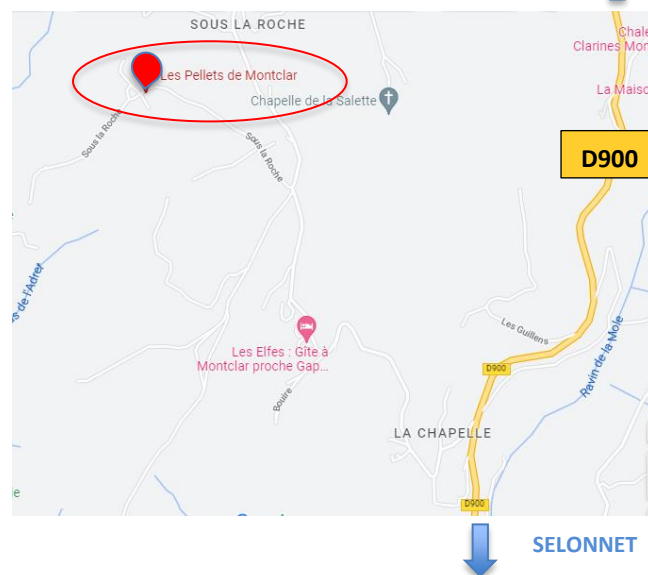 SOUS LA ROCHE
Chale
Clarines Mon
Les Pellets de Montclar
La Maiso
Chapelle de la Salette
Sous la Roche
Sous la Roche
D900
s de l'Adret
Les Guillens
Ravin de la Mole
Les Elfes : Gîte à
Montclar proche Gap...
D900
Bouire
LA CHAPELLE
e
D900
SELONNET